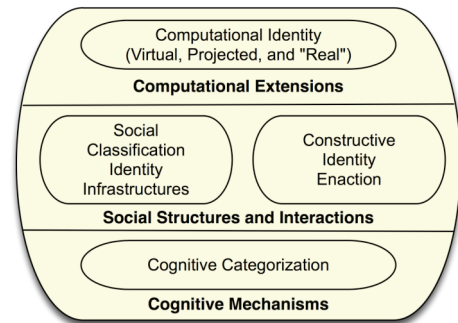 Computational Identity
(Virtual, Projected, and "Real")
Computational Extensions
Social
Classification
Identity
Infrastructures
Constructive
Identity
Enaction
Social Structures and Interactions
Cognitive Categorization
Cognitive Mechanisms